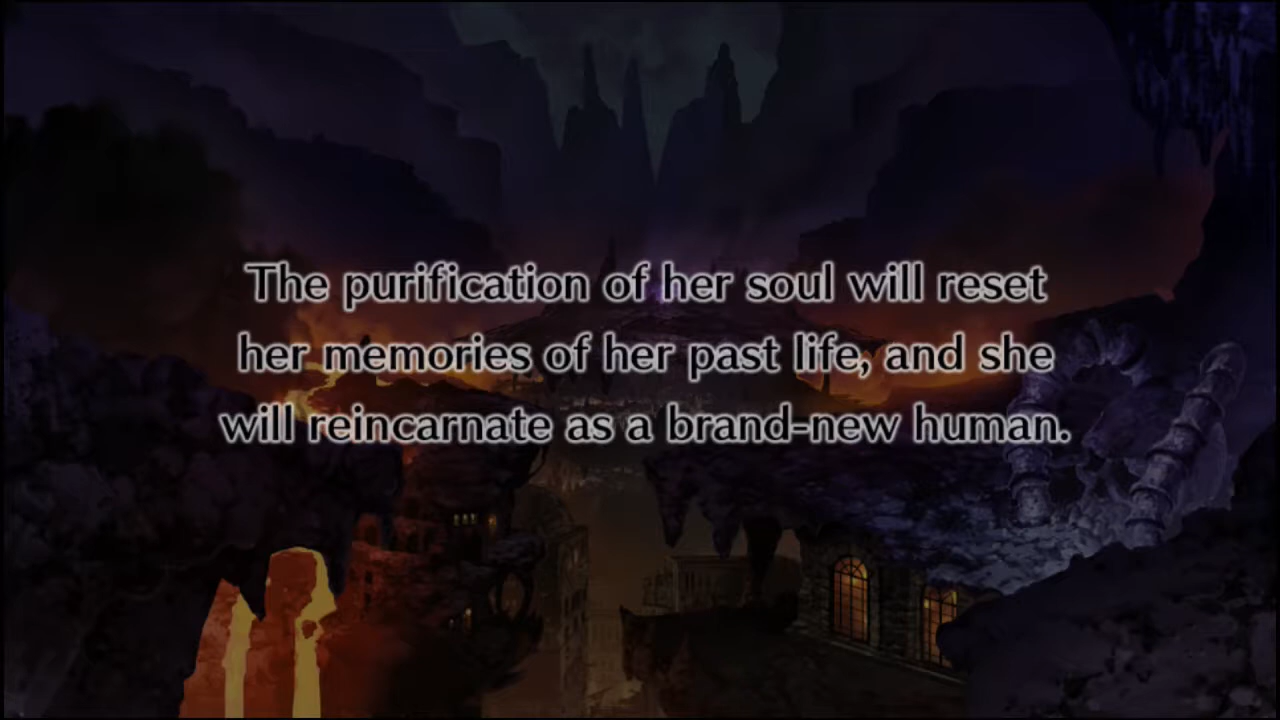 The purification of her soul will reset
her memories of her past life, and she
will reincarnate as a brand-new human.